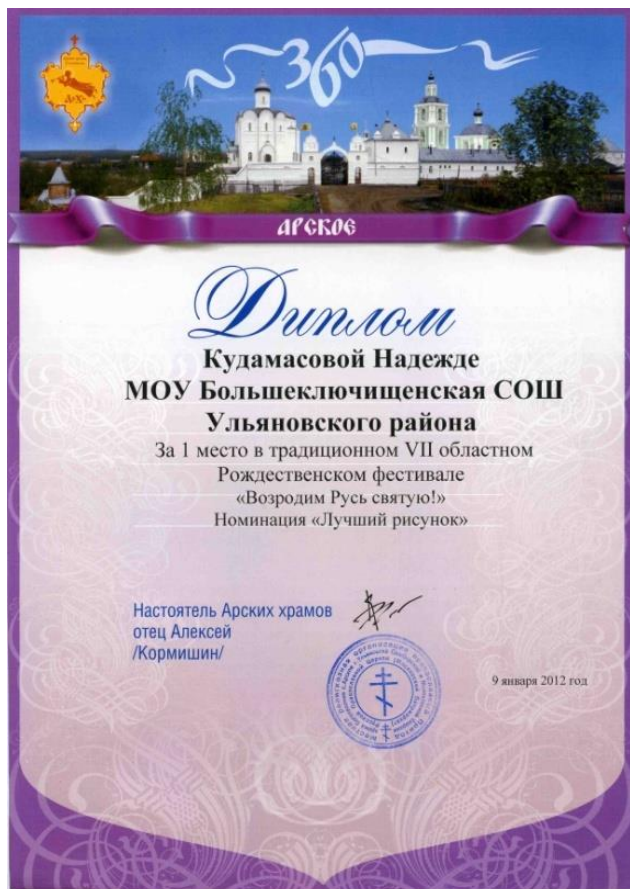 360
АРСКОЕ
Диплом
Кудамасовой Надежде
МОУ Большеключищенская СОШ
Ульяновского района
За 1 место в традиционном VII областном
Рождественском фестивале
«Возродим Русь святую!»
Номинация «Лучший рисунок»
Настоятель Арских храмов
отец Алексей
/Кормишин/
9 января 2012 год